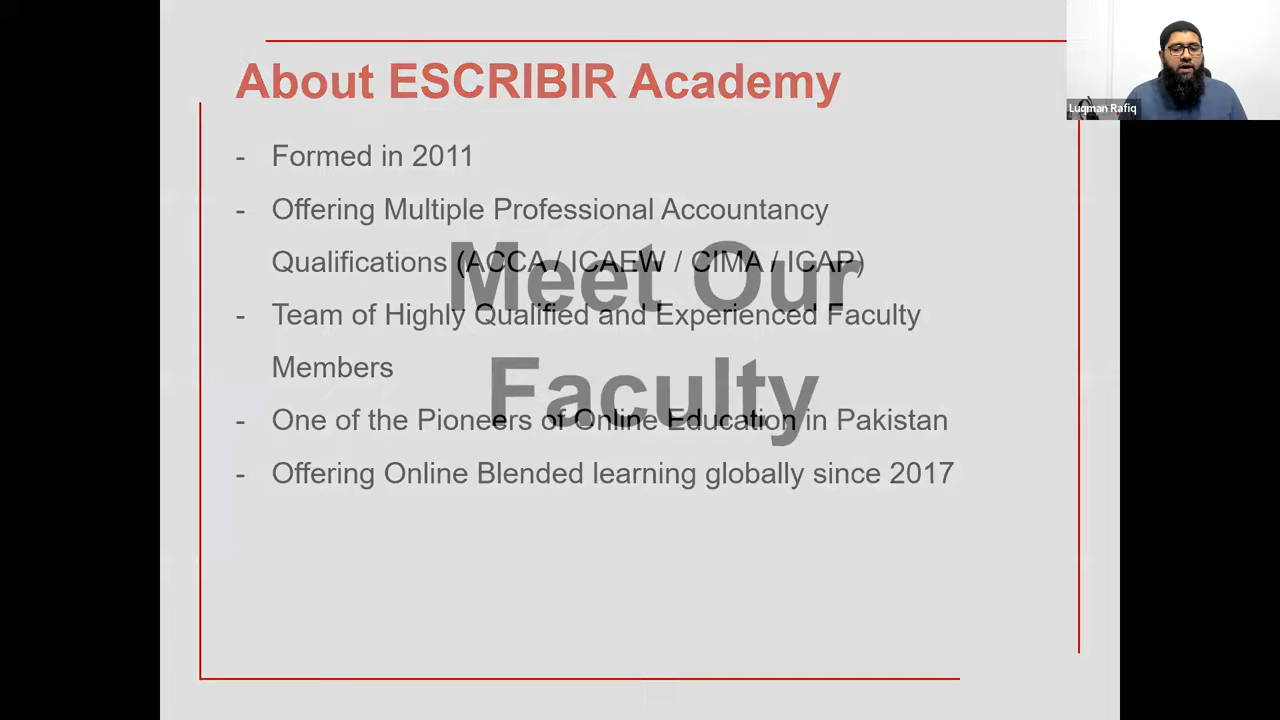 About ESCRIBIR Academy
Luqman Rafiq
- Formed in 2011
- Offering Multiple Professional Accountancy
Qualifications (ACCA / ICAEW / CIMA / ICAP)
- Team of Highly Qualified and Experienced Faculty
Members
- One of the Pioneers of Online Education in Pakistan
- Offering Online Blended learning globally since 2017
Meet Our
Faculty